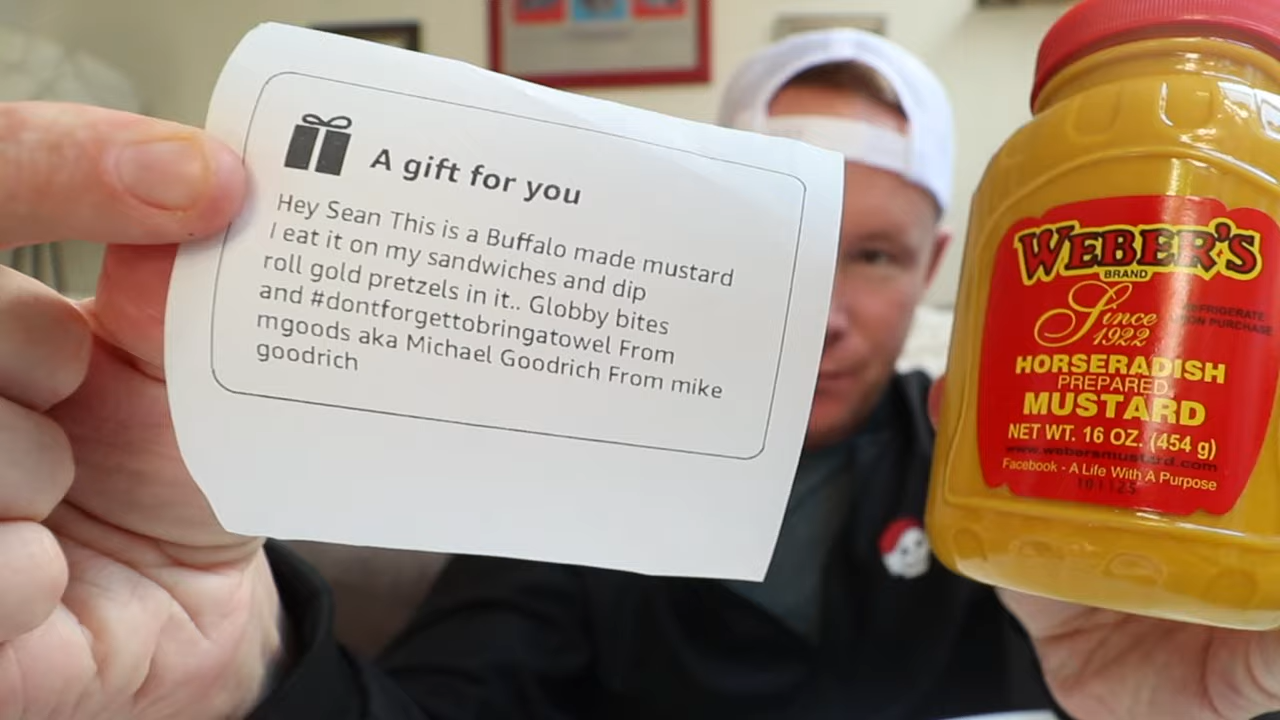 A gift for you
Hey Sean This is a Buffalo made mustard
I eat it on my sandwiches and dip
roll gold pretzels in it.. Globby bites
and #dontforgettobringatowel From
mgoods aka Michael Goodrich From mike
goodrich
WEBER'S
BRAND
Since
1922
REFRIGERATE
ON PURCHASE
HORSERADISH
PREPARED
MUSTARD
NET WT. 16 OZ. (454 g)
www.webersmustard.com
Facebook - A Life With A Purpose
101125